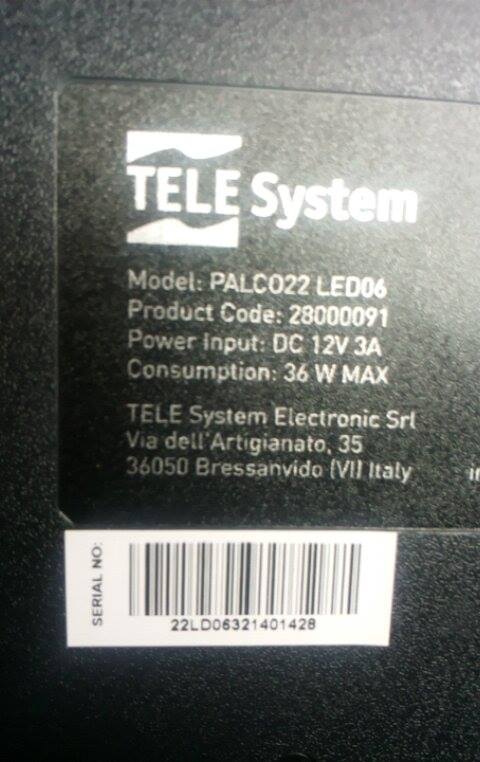 TELE System
Model: PALCO22 LED06
Product Code: 28000091
Power Input: DC 12V 3A
Consumption: 36 W MAX
TELE System Electronic Srl
Via dell'Artigianato, 35
36050 Bressanvido (VI) Italy
SERIAL NO:
22LD06321401428